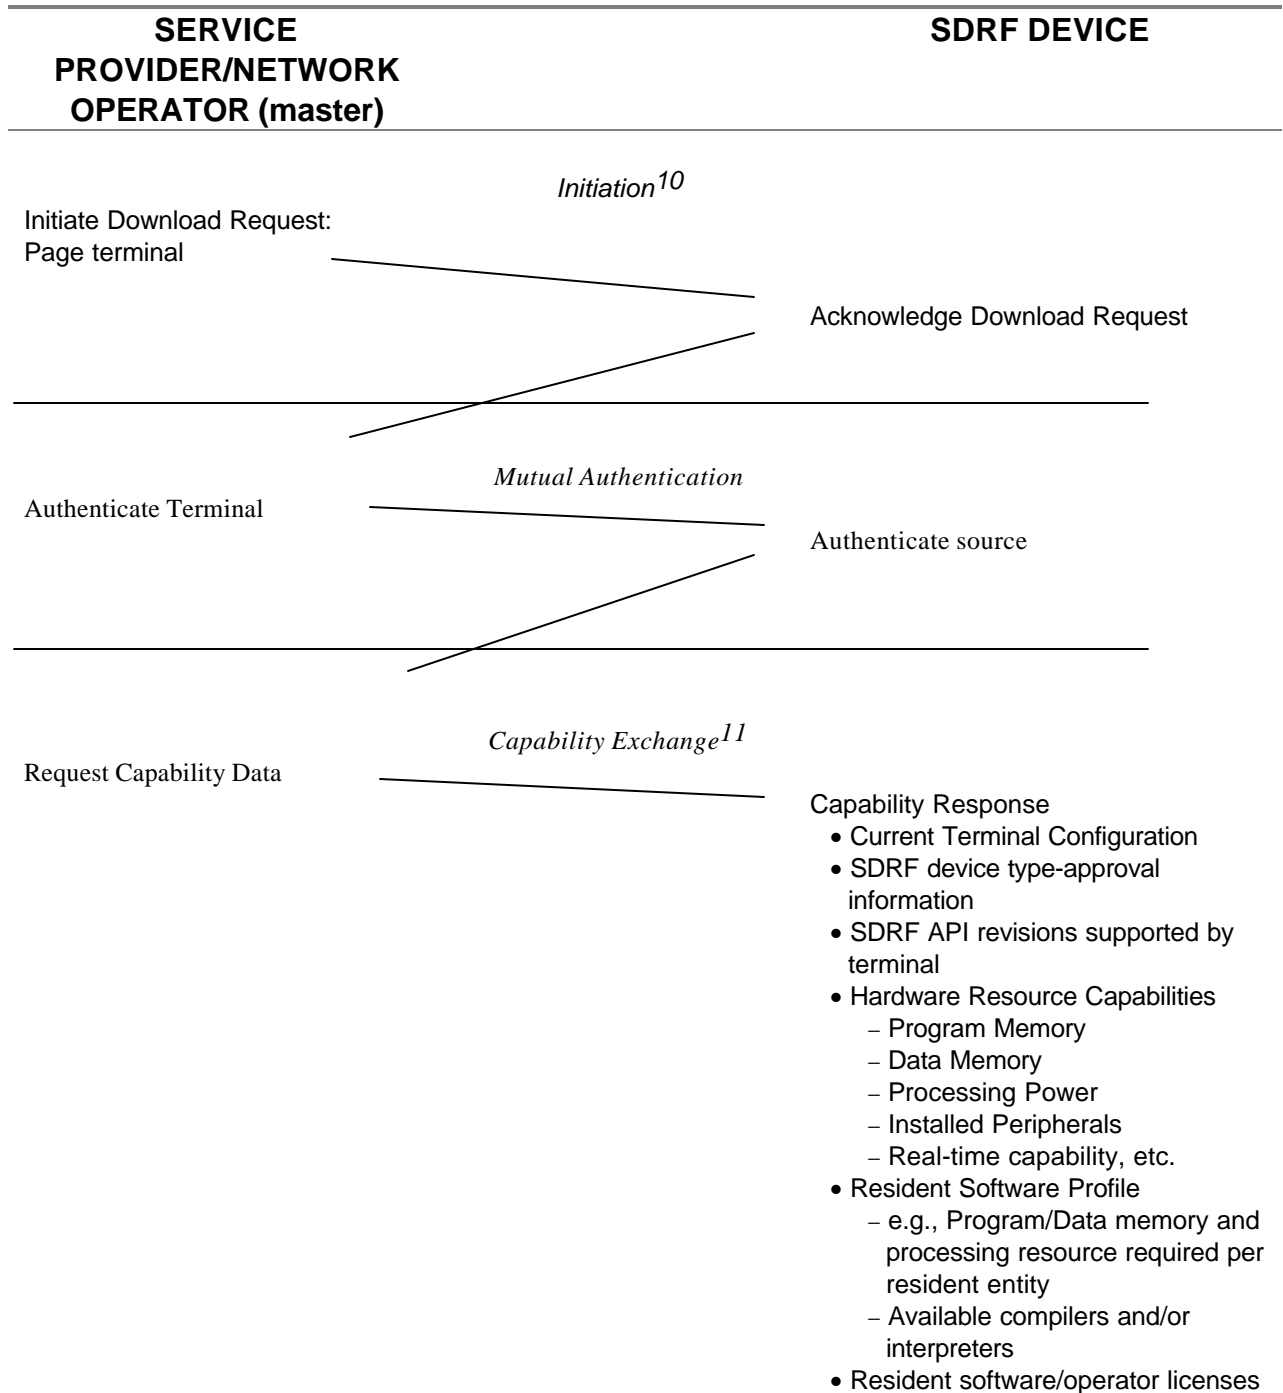 SERVICE
PROVIDER/NETWORK
OPERATOR (master)
SDRF DEVICE
Initiation10
Initiate Download Request:
Page terminal
Acknowledge Download Request
Mutual Authentication
Authenticate Terminal
Authenticate source
Capability Exchange11
Request Capability Data
Capability Response
• Current Terminal Configuration
• SDRF device type-approval
information
• SDRF API revisions supported by
terminal
• Hardware Resource Capabilities
– Program Memory
– Data Memory
– Processing Power
– Installed Peripherals
– Real-time capability, etc.
• Resident Software Profile
– e.g., Program/Data memory and
processing resource required per
resident entity
– Available compilers and/or
interpreters
• Resident software/operator licenses